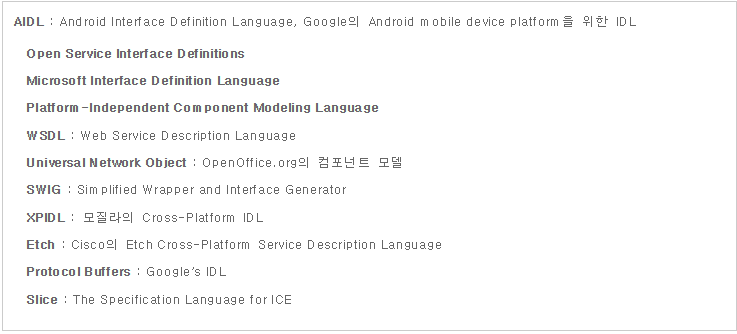 AIDL : Android Interface Definition Language, Google의 Android mobile device platform을 위한 IDL
Open Service Interface Definitions
Microsoft Interface Definition Language
Platform-Independent Component Modeling Language
WSDL : Web Service Description Language
Universal Network Object : OpenOffice.org의 컴포넌트 모델
SWIG : Simplified Wrapper and Interface Generator
XPIDL : 모질라의 Cross-Platform IDL
Etch : Cisco의 Etch Cross-Platform Service Description Language
Protocol Buffers : Google's IDL
Slice : The Specification Language for ICE